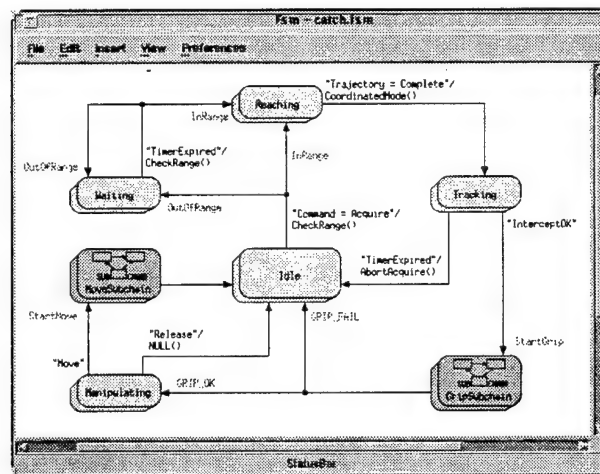 Fsm - catch.fsm
File Edit Insert View Preferences
"Trajectory = Complete"/
CoordinatedMode()
Reaching
InRange
"TimerExpired"/
CheckRange()
InRange
OutOfRange
Waiting
OutOfRange
Tracking
"Command = Acquire"/
CheckRange()
"InterceptOK"
"TimerExpired"/
AbortAcquire()
Idle
MoveSubchain
StartMove
"Release"/
NULL()
GRIP_FAIL
StartGrip
"Move"
GRIP_OK
Manipulating
GripSubchain
StatusBar